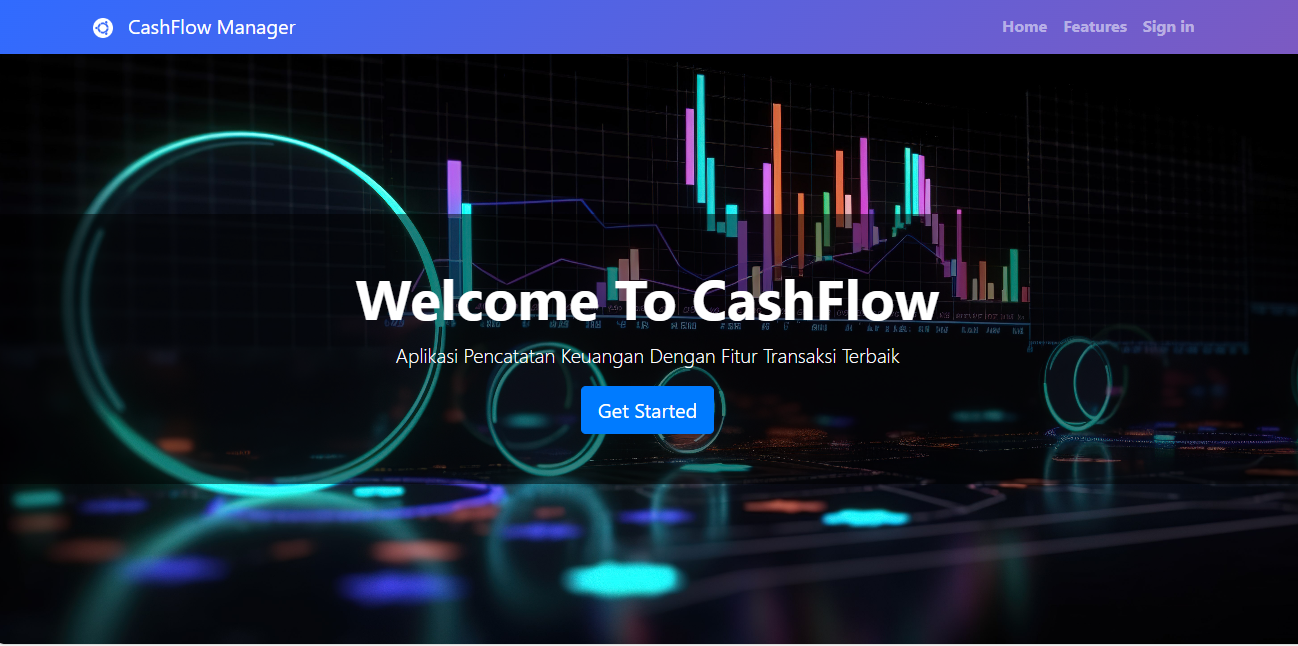 CashFlow Manager
Home Features Sign in
Welcome To CashFlow
Aplikasi Pencatatan Keuangan Dengan Fitur Transaksi Terbaik
Get Started